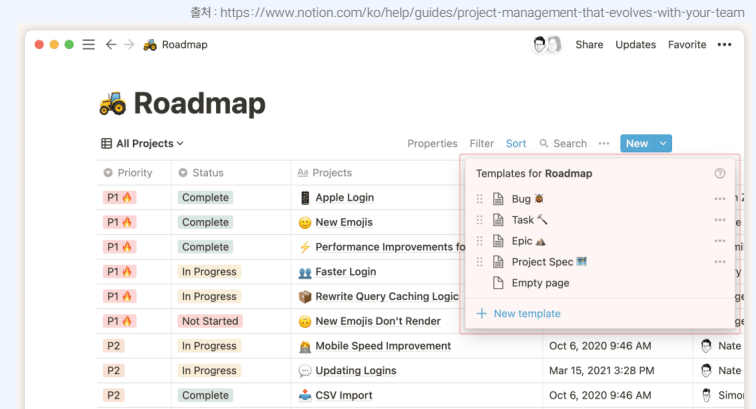 출처 : https://www.notion.com/ko/help/guides/project-management-that-evolves-with-your-team
Roadmap Share Updates Favorite •••
Roadmap
All Projects Properties Filter Sort Search ••• New
Priority Status Aa Projects Templates for Roadmap
P1 Complete Apple Login Bug
P1 Complete New Emojis Task
P1 Complete Performance Improvements fo Epic
P1 In Progress Faster Login Project Spec
P1 In Progress Rewrite Query Caching Logic Empty page
P1 Not Started New Emojis Don't Render + New template
P2 In Progress Mobile Speed Improvement Oct 6, 2020 9:46 AM Nate
P2 In Progress Updating Logins Mar 15, 2021 3:28 PM Nate
P2 Complete CSV Import Oct 6, 2020 9:46 AM